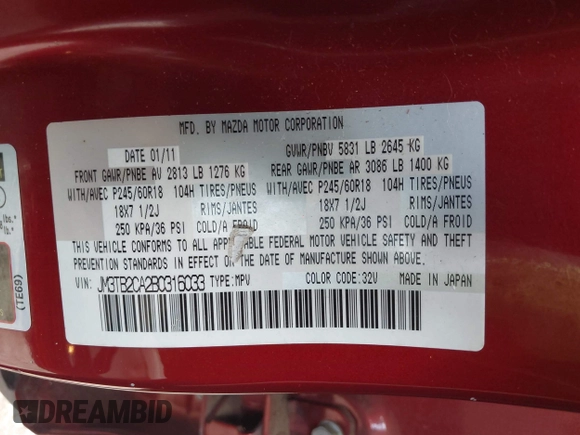 MFD. BY MAZDA MOTOR CORPORATION
DATE 01/11
GVWR/PNBV 5831 LB 2645 KG
FRONT GAWR/PNBE AV 2813 LB 1276 KG
REAR GAWR/PNBE AR 3086 LB 1400 KG
WITH/AVEC P245/60R18 104H TIRES/PNEUS
WITH/AVEC P245/60R18 104H TIRES/PNEUS
18X7 1/2J RIMS/JANTES
18X7 1/2J RIMS/JANTES
250 KPA/36 PSI COLD/A FROID
250 KPA/36 PSI COLD/A FROID
THIS VEHICLE CONFORMS TO ALL APPLICABLE FEDERAL MOTOR VEHICLE SAFETY AND THEFT
PREVENTION STANDARDS IN EFFECT ON THE DATE OF MANUFACTURE SHOWN ABOVE.
JM3TB2CA2B0316033 TYPE:MPV COLOR CODE:32V MADE IN JAPAN
lbs."
e lbs."
(TE69)
DREAMBID